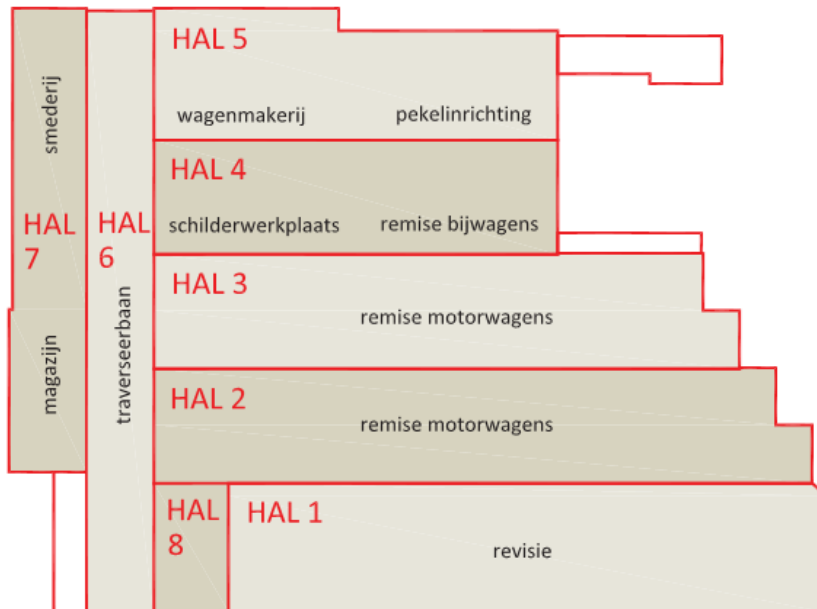 HAL 5
wagenmakerij
pekelinrichting
HAL 4
schilderwerkplaats
remise bijwagens
HAL 3
remise motorwagens
HAL 2
remise motorwagens
HAL 1
revisie
HAL
8
HAL
6
traverseerbaan
smederij
HAL
7
magazijn